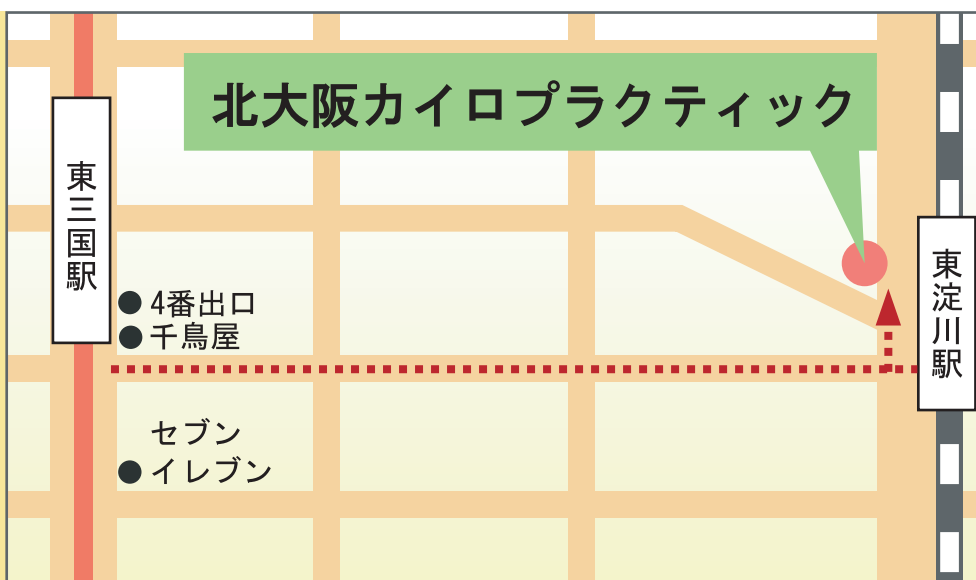 北大阪カイロプラクティック
東三国駅
4番出口
千鳥屋
セブン
イレブン
東淀川駅